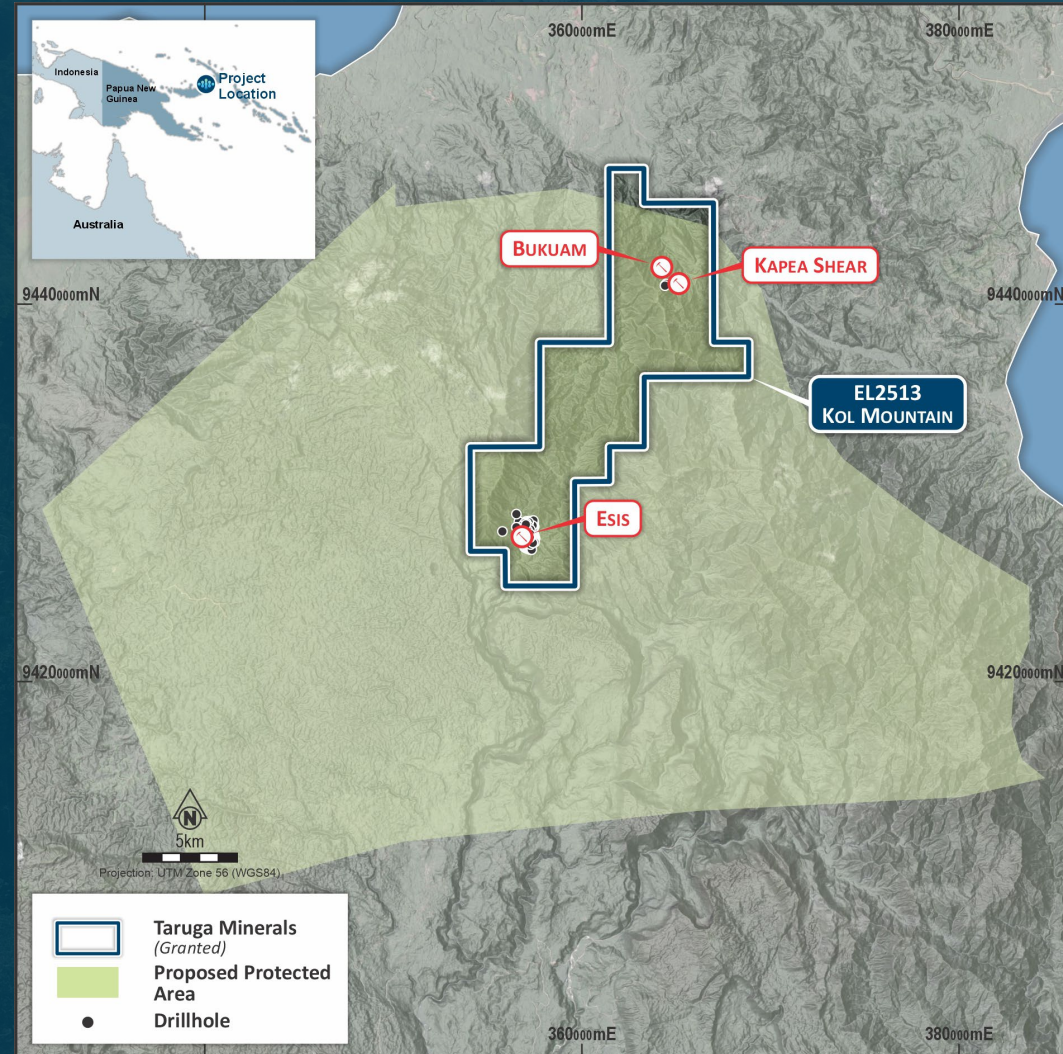 360000mE
380000mE
Indonesia
Papua New
Guinea
Project
Location
Australia
BUKUAM
KAPEA SHEAR
9440000mN
9440000mN
EL2513
KOL MOUNTAIN
ESIS
9420000mN
9420000mN
N
5km
Projection: UTM Zone 56 (WGS84)
Taruga Minerals
(Granted)
Proposed Protected
Area
Drillhole
360000mE
380000mE